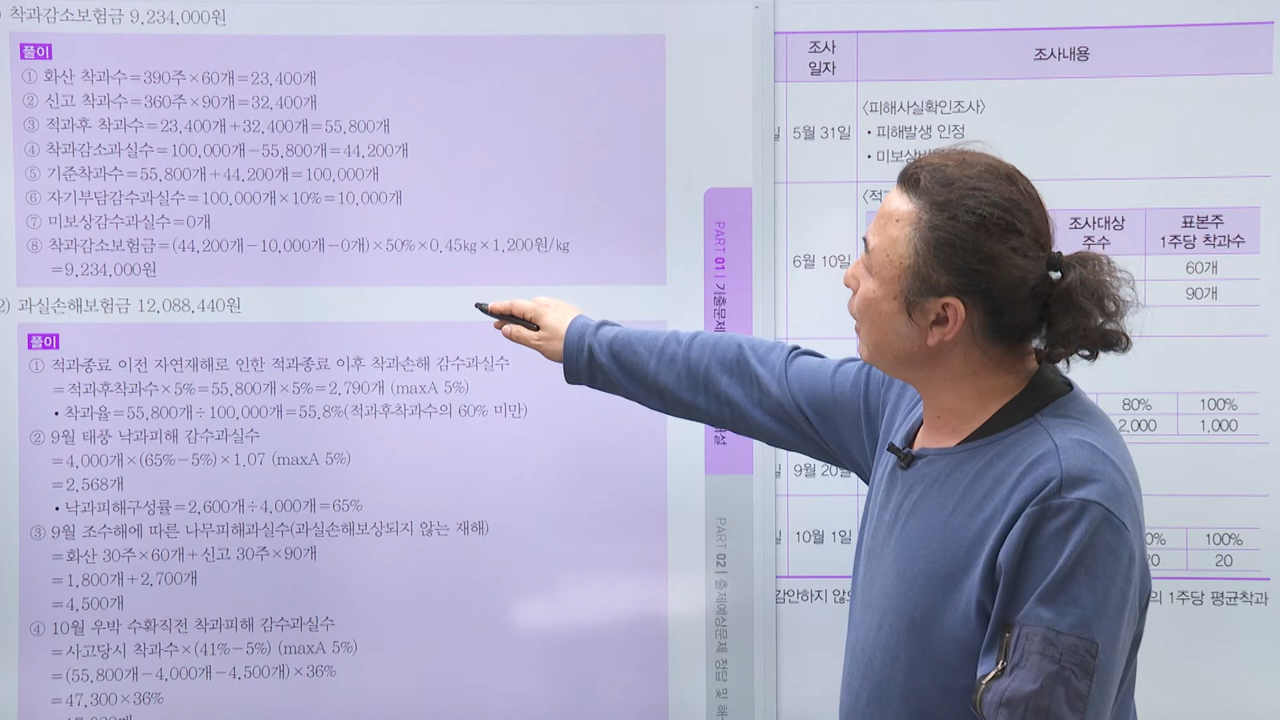 착과감소보험금 9,234,000원
풀이
① 화산 착과수=390주×60개=23,400개
② 신고 착과수=360주×90개=32,400개
③ 적과후 착과수=23,400개+32,400개=55,800개
④ 착과감소과실수=100,000개-55,800개=44,200개
⑤ 기준착과수=55,800개+44,200개=100,000개
⑥ 자기부담감수과실수=100,000개×10%=10,000개
⑦ 미보상감수과실수=0개
⑧ 착과감소보험금=(44,200개-10,000개-0개)×50%×0.45kg×1,200원/kg
=9,234,000원
2) 과실손해보험금 12,088,440원
풀이
① 적과종료 이전 자연재해로 인한 적과종료 이후 착과손해 감수과실수
=적과후착과수×5%=55,800개×5%=2,790개 (maxA 5%)
• 착과율=55,800개÷100,000개=55.8%(적과후착과수의 60% 미만)
② 9월 태풍 낙과피해 감수과실수
=4,000개×(65%-5%)×1.07 (maxA 5%)
=2,568개
• 낙과피해구성률=2,600개÷4,000개=65%
③ 9월 조수해에 따른 나무피해과실수(과실손해보상되지 않는 재해)
=화산 30주×60개+신고 30주×90개
=1,800개+2,700개
=4,500개
④ 10월 우박 수확직전 착과피해 감수과실수
=사고당시 착과수×(41%-5%) (maxA 5%)
=(55,800개-4,000개-4,500개)×36%
=47,300×36%
PART 01 | 기출문제
해설
PART 02 | 출제예상문제 정답 및 해
조사
일자
조사내용
5월 31일
〈피해사실확인조사〉
• 피해발생 인정
• 미보상
6월 10일
조사대상
주수
표본주
1주당 착과수
60개
90개
80%
100%
2,000
1,000
9월 20일
10월 1일
0%
100%
20
20
감안하지 않으
의 1주당 평균착과